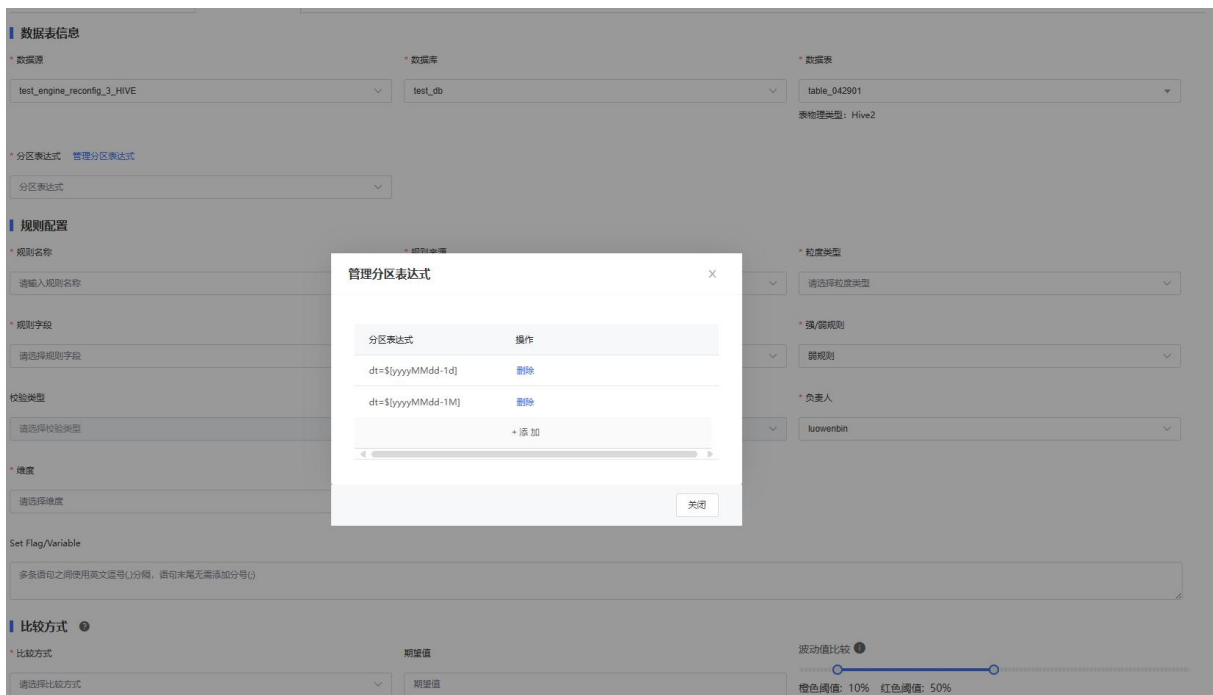 数据表信息
* 数据源
* 数据库
* 数据表
test_engine_reconfig_3_HIVE
test_db
table_042901
表物理类型：Hive2
* 分区表达式 管理分区表达式
分区表达式
规则配置
* 规则名称
* 规则来源
* 粒度类型
请输入规则名称
请选择粒度类型
管理分区表达式
* 规则字段
* 强/弱规则
请选择规则字段
弱规则
分区表达式 操作
dt=$[yyyyMMdd-1d] 删除
dt=$[yyyyMMdd-1M] 删除
+ 添 加
关闭
校验类型
* 负责人
请选择校验类型
luowenbin
* 维度
请选择维度
Set Flag/Variable
多条语句之间使用英文逗号(,)分隔，语句末尾无需添加分号(;)
比较方式
* 比较方式
期望值
波动值比较
请选择比较方式
期望值
橙色阈值: 10% 红色阈值: 50%